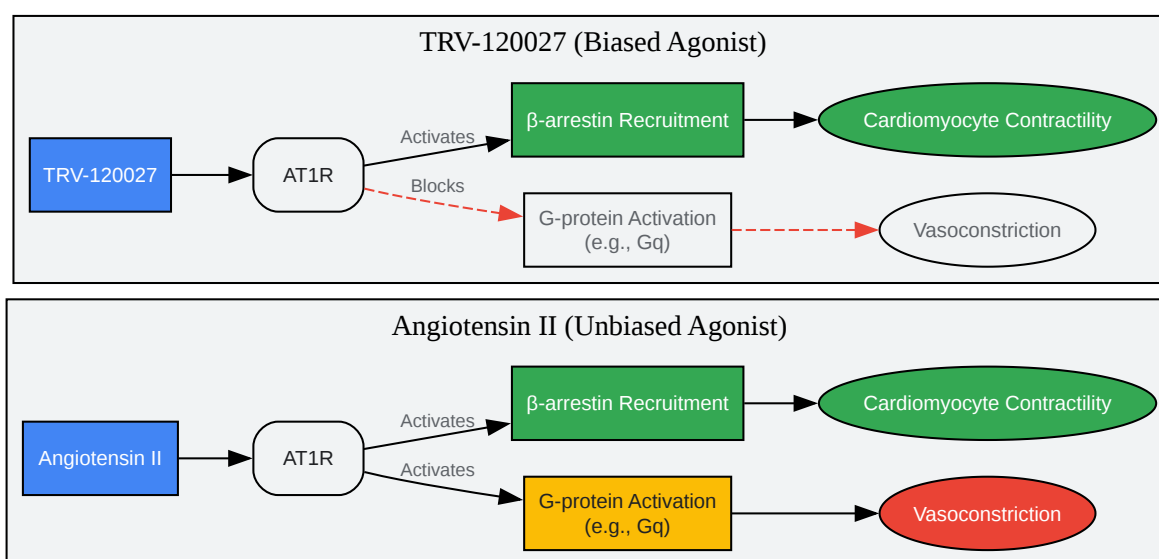 TRV-120027 (Biased Agonist)
TRV-120027
AT1R
Activates
β-arrestin Recruitment
Cardiomyocyte Contractility
Blocks
G-protein Activation
(e.g., Gq)
Vasoconstriction
Angiotensin II (Unbiased Agonist)
Angiotensin II
AT1R
Activates
β-arrestin Recruitment
Cardiomyocyte Contractility
Activates
G-protein Activation
(e.g., Gq)
Vasoconstriction